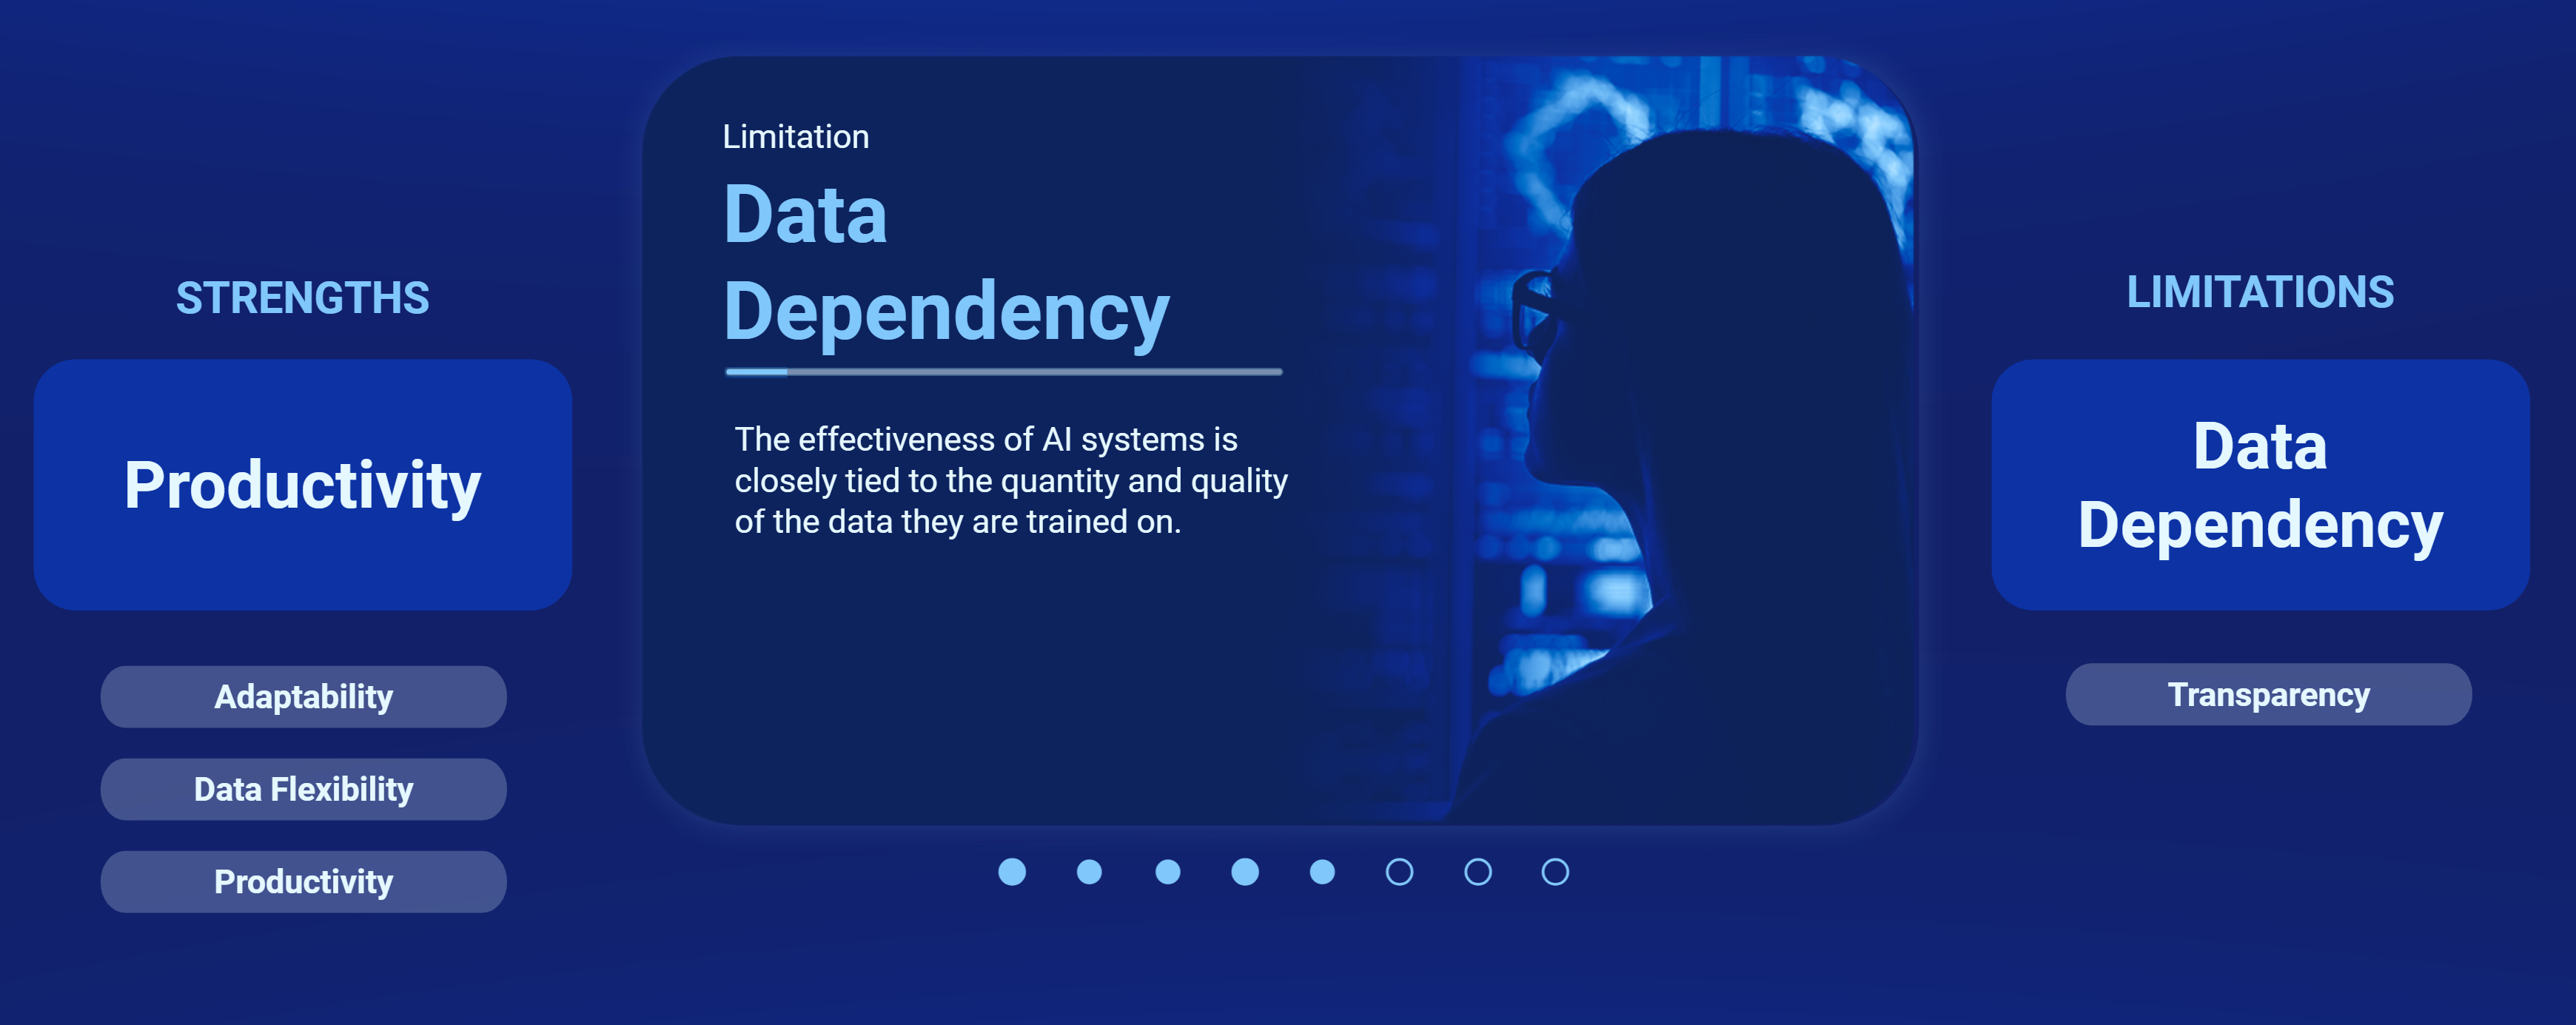 STRENGTHS
Productivity
Adaptability
Data Flexibility
Productivity
Limitation
Data
Dependency
The effectiveness of AI systems is
closely tied to the quantity and quality
of the data they are trained on.
LIMITATIONS
Data
Dependency
Transparency